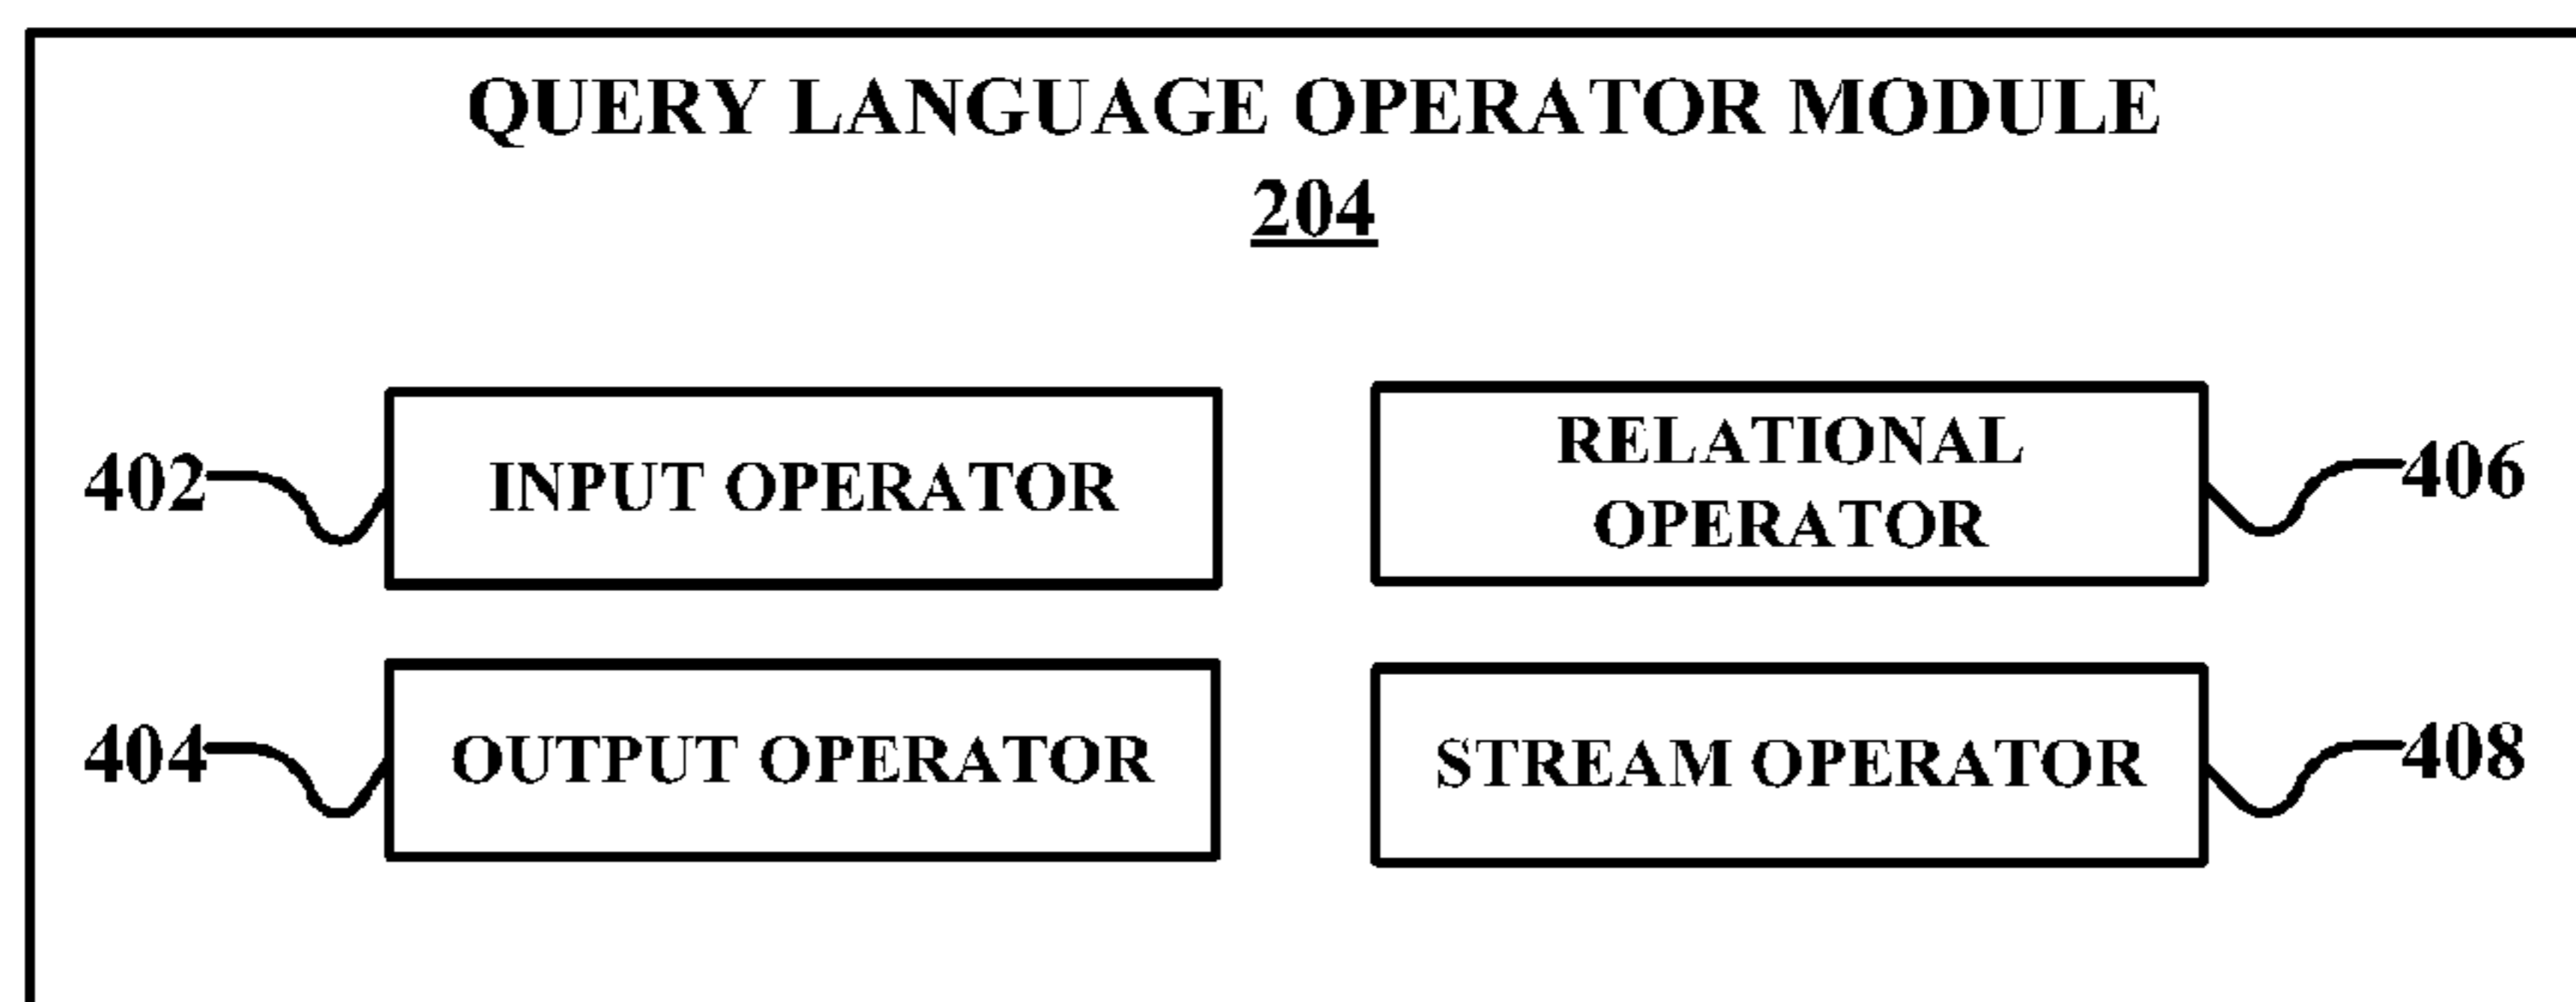 QUERY LANGUAGE OPERATOR MODULE
204
402
INPUT OPERATOR
RELATIONAL
OPERATOR
406
404
OUTPUT OPERATOR
STREAM OPERATOR
408